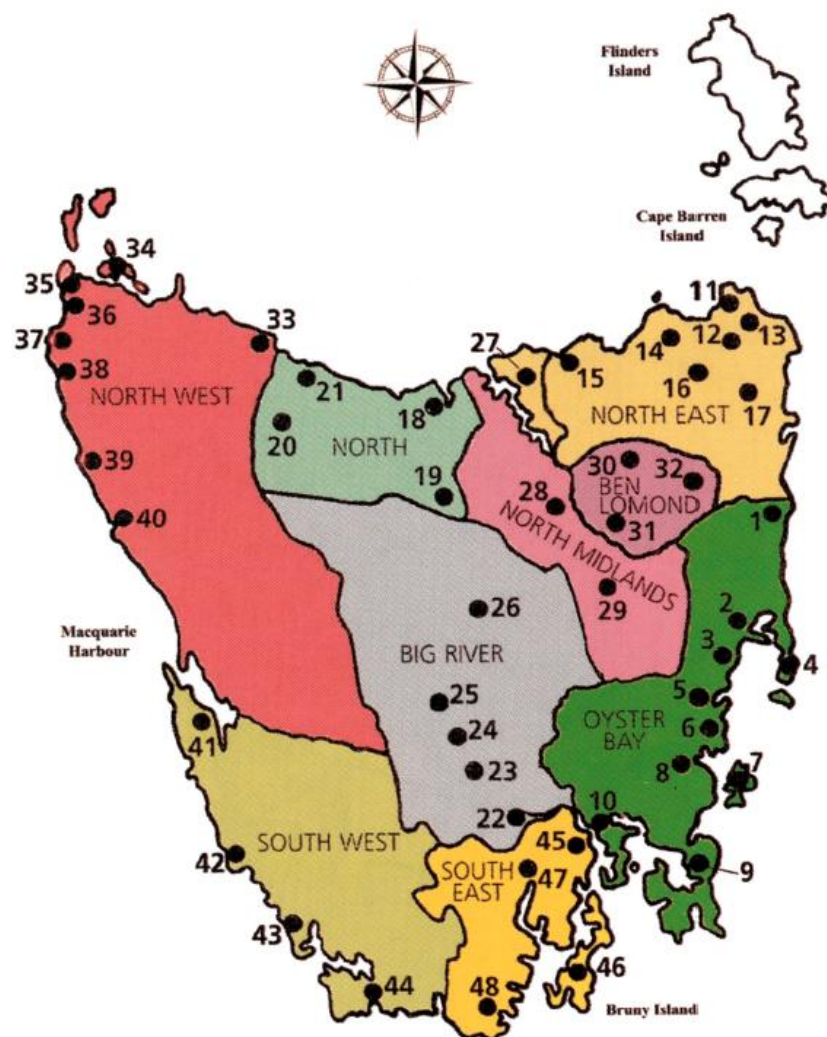 Flinders
Island
Cape Barren
Island
34
35
36
37
38
33
NORTH WEST
39
40
21
20
18
NORTH
19
27
15
14
11
12
13
16
17
NORTH EAST
30
32
BEN
LOMOND
31
28
NORTH MIDLANDS
29
1
2
3
4
5
OYSTER
BAY
6
7
8
9
10
26
BIG RIVER
25
24
23
22
Macquarie
Harbour
41
SOUTH WEST
42
43
44
45
SOUTH
EAST
47
46
48
Bruny Island